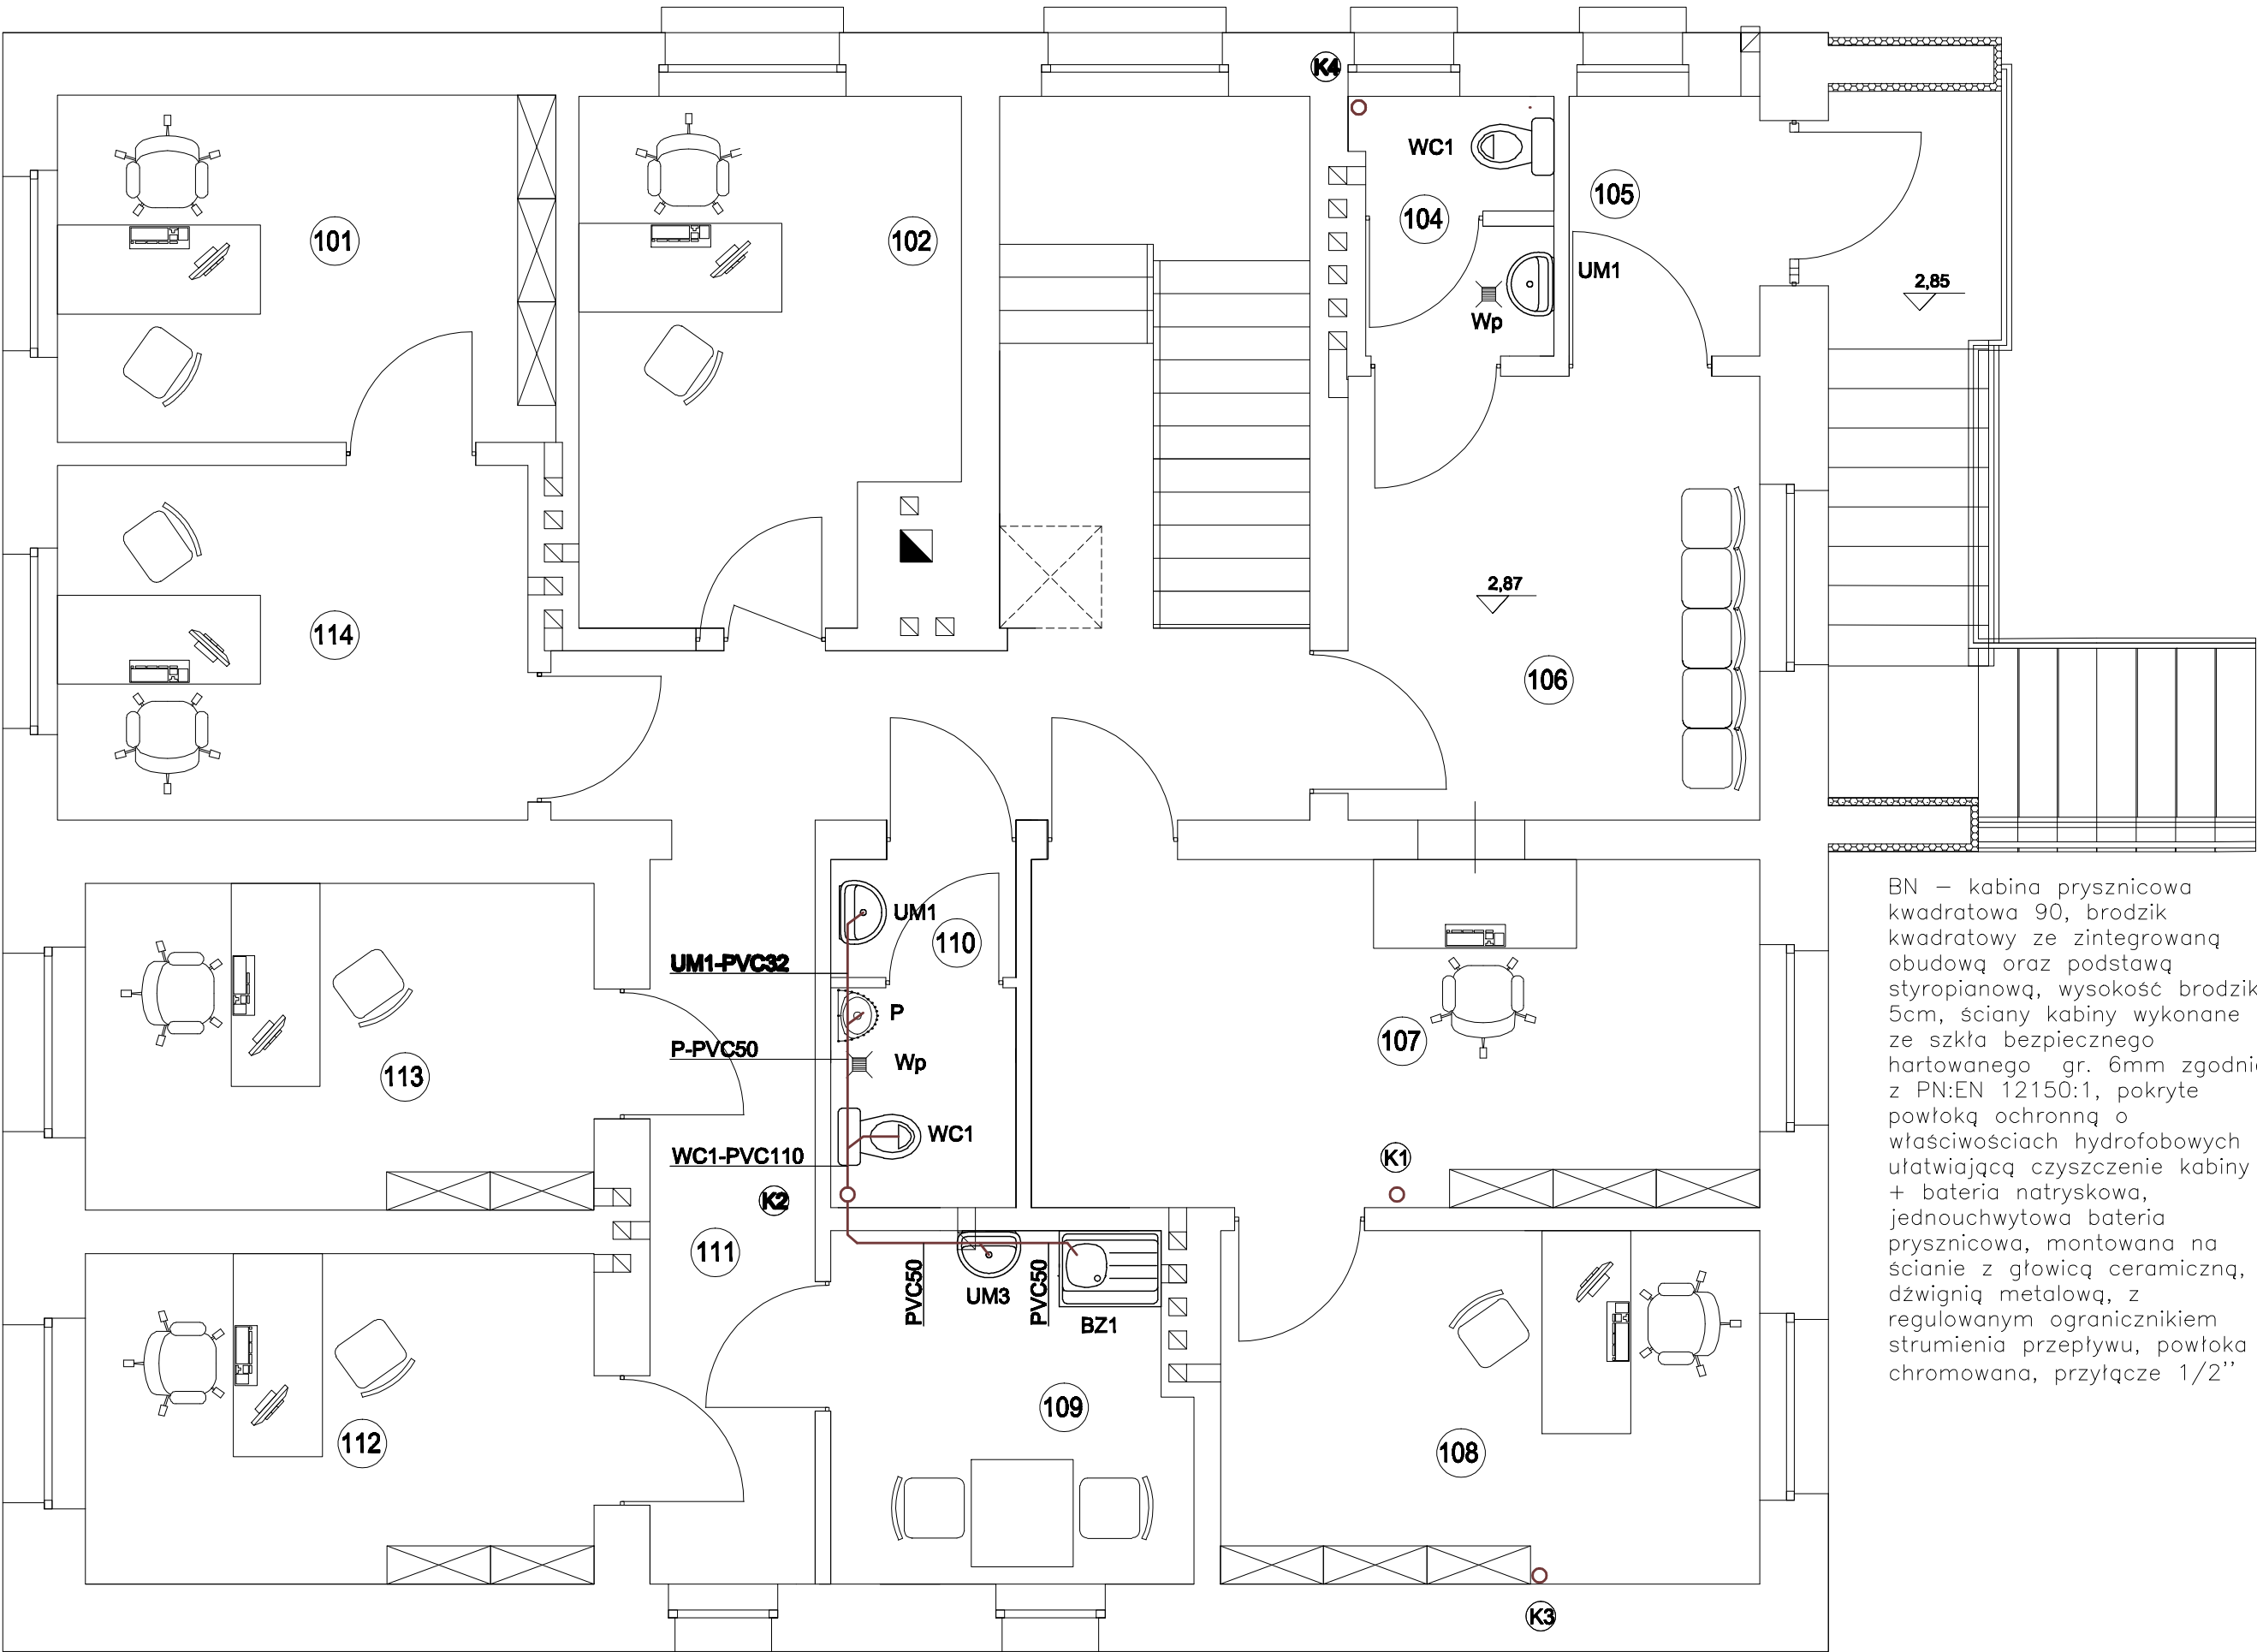 K4
WC1
105
104
101
102
UM1
2,85
Wp
2,87
114
106
UM1
110
UM1-PVC32
P
107
P-PVC50
Wp
113
WC1
WC1-PVC110
K1
K2
111
PVC50
UM3
PVC50
BZ1
109
112
108
K3
BN – kabina prysznicowa
kwadratowa 90, brodzik
kwadratowy ze zintegrowaną
obudową oraz podstawą
styropianową, wysokość brodzik
5cm, ściany kabiny wykonane
ze szkła bezpiecznego
hartowanego gr. 6mm zgodni
z PN:EN 12150:1, pokryte
powłoką ochronną o
właściwościach hydrofobowych
ułatwiającą czyszczenie kabiny
+ bateria natryskowa,
jednouchwytowa bateria
prysznicowa, montowana na
ścianie z głowicą ceramiczną,
dźwignią metalową, z
regulowanym ogranicznikiem
strumienia przepływu, powłoka
chromowana, przyłącze 1/2''